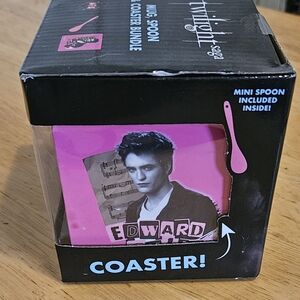 MUG, SPOON
& COASTER BUNDLE
twilight
saga
MINI SPOON
INCLUDED
INSIDE!
EDWARD
COASTER!